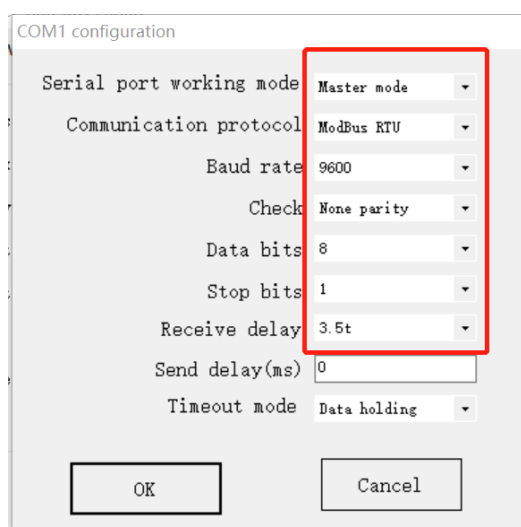 COM1 configuration
Serial port working mode Master mode
Communication protocol ModBus RTU
Baud rate 9600
Check None parity
Data bits 8
Stop bits 1
Receive delay 3.5t
Send delay(ms) 0
Timeout mode Data holding
OK Cancel